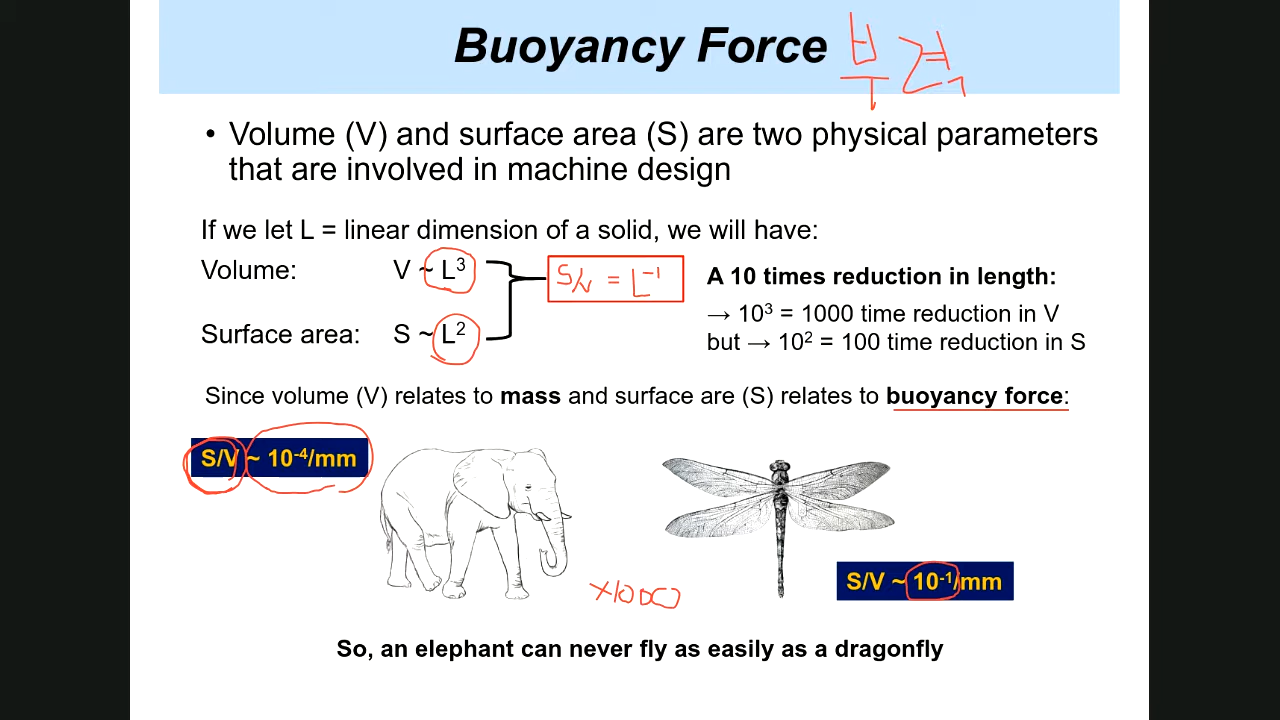 Buoyancy Force 부력
• Volume (V) and surface area (S) are two physical parameters
that are involved in machine design
If we let L = linear dimension of a solid, we will have:
Volume: V ~ L³
S/V = L⁻¹
Surface area: S ~ L²
A 10 times reduction in length:
→ 10³ = 1000 time reduction in V
but → 10² = 100 time reduction in S
Since volume (V) relates to mass and surface are (S) relates to buoyancy force:
S/V ~ 10⁻⁴/mm
×1000
S/V ~ 10⁻¹/mm
So, an elephant can never fly as easily as a dragonfly